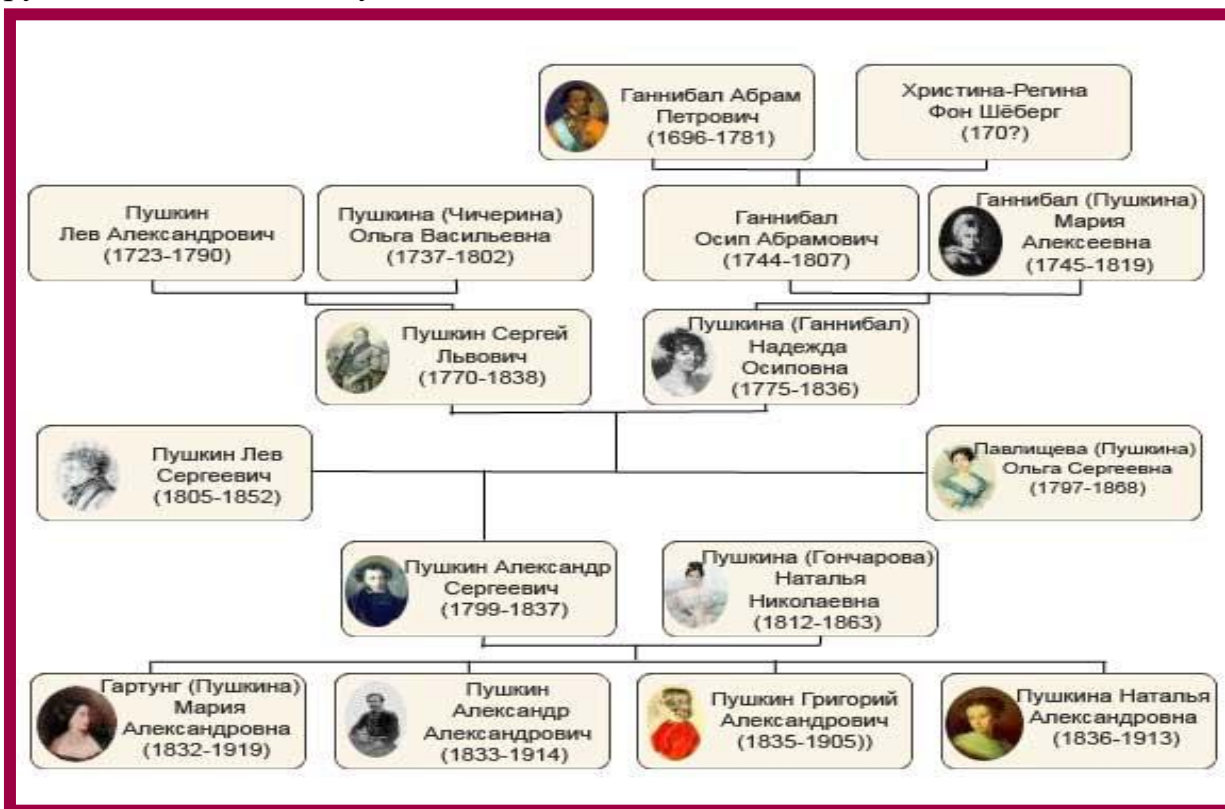 Ганнибал Абрам
Петрович
(1696-1781)
Христина-Регина
Фон Шёберг
(170?)
Пушкин
Лев Александрович
(1723-1790)
Пушкина (Чичерина)
Ольга Васильевна
(1737-1802)
Ганнибал
Осип Абрамович
(1744-1807)
Ганнибал (Пушкина)
Мария
Алексеевна
(1745-1819)
Пушкин Сергей
Львович
(1770-1838)
Пушкина (Ганнибал)
Надежда
Осиповна
(1775-1836)
Пушкин Лев
Сергеевич
(1805-1852)
Павлищева (Пушкина)
Ольга Сергеевна
(1797-1868)
Пушкин Александр
Сергеевич
(1799-1837)
Пушкина (Гончарова)
Наталья
Николаевна
(1812-1863)
Гартунг (Пушкина)
Мария
Александровна
(1832-1919)
Пушкин
Александр
Александрович
(1833-1914)
Пушкин Григорий
Александрович
(1835-1905))
Пушкина Наталья
Александровна
(1836-1913)